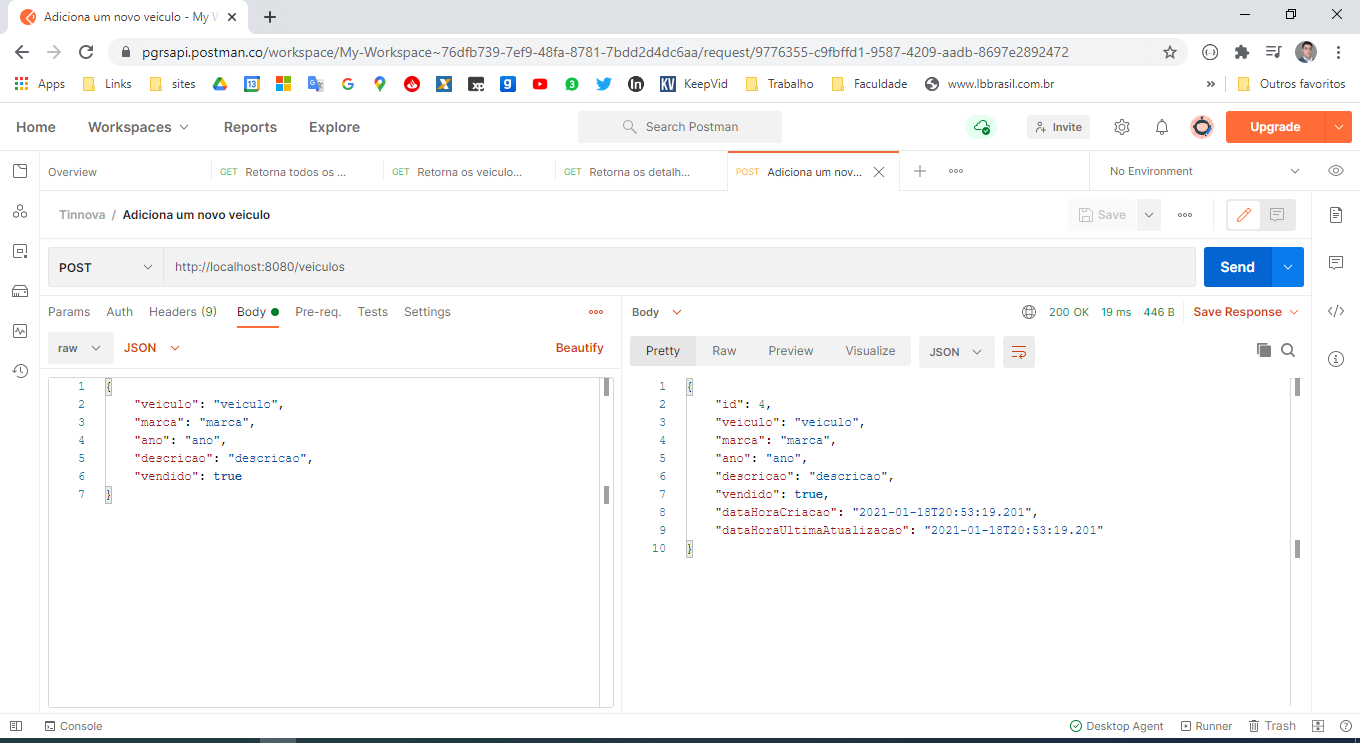 Adiciona um novo veiculo - My W
pgrsapi.postman.co/workspace/My-Workspace~76dfb739-7ef9-48fa-8781-7bdd2d4dc6aa/request/9776355-c9fbffd1-9587-4209-aadb-8697e2892472
Apps Links sites 13 xp g 3 in KV KeepVid Trabalho Faculdade www.lbbrasil.com.br » Outros favoritos
Home Workspaces Reports Explore Search Postman Invite Upgrade
Overview GET Retorna todos os ... GET Retorna os veiculo... GET Retorna os detalh... POST Adiciona um nov... No Environment
Tinnova / Adiciona um novo veiculo Save
POST http://localhost:8080/veiculos Send
Params Auth Headers (9) Body Pre-req. Tests Settings
raw JSON Beautify
1 {
2 "veiculo": "veiculo",
3 "marca": "marca",
4 "ano": "ano",
5 "descricao": "descricao",
6 "vendido": true
7 }
Body 200 OK 19 ms 446 B Save Response
Pretty Raw Preview Visualize JSON
1 {
2 "id": 4,
3 "veiculo": "veiculo",
4 "marca": "marca",
5 "ano": "ano",
6 "descricao": "descricao",
7 "vendido": true,
8 "dataHoraCriacao": "2021-01-18T20:53:19.201",
9 "dataHoraUltimaAtualizacao": "2021-01-18T20:53:19.201"
10 }
Console Desktop Agent Runner Trash